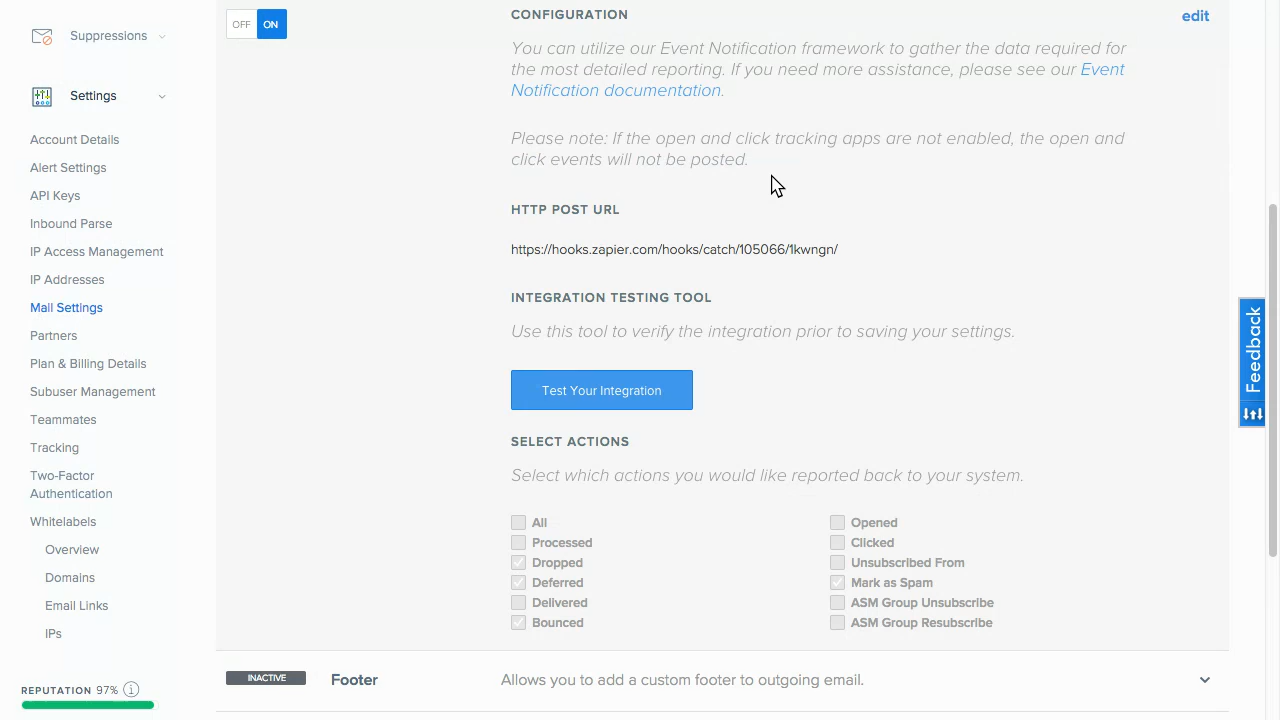 Suppressions
Settings
Account Details
Alert Settings
API Keys
Inbound Parse
IP Access Management
IP Addresses
Mail Settings
Partners
Plan & Billing Details
Subuser Management
Teammates
Tracking
Two-Factor
Authentication
Whitelabels
Overview
Domains
Email Links
IPs
REPUTATION 97%
OFF ON
CONFIGURATION
edit
You can utilize our Event Notification framework to gather the data required for
the most detailed reporting. If you need more assistance, please see our Event
Notification documentation.
Please note: If the open and click tracking apps are not enabled, the open and
click events will not be posted.
HTTP POST URL
https://hooks.zapier.com/hooks/catch/105066/1kwngn/
INTEGRATION TESTING TOOL
Use this tool to verify the integration prior to saving your settings.
Test Your Integration
SELECT ACTIONS
Select which actions you would like reported back to your system.
All
Processed
Dropped
Deferred
Delivered
Bounced
Opened
Clicked
Unsubscribed From
Mark as Spam
ASM Group Unsubscribe
ASM Group Resubscribe
INACTIVE Footer Allows you to add a custom footer to outgoing email.
Feedback